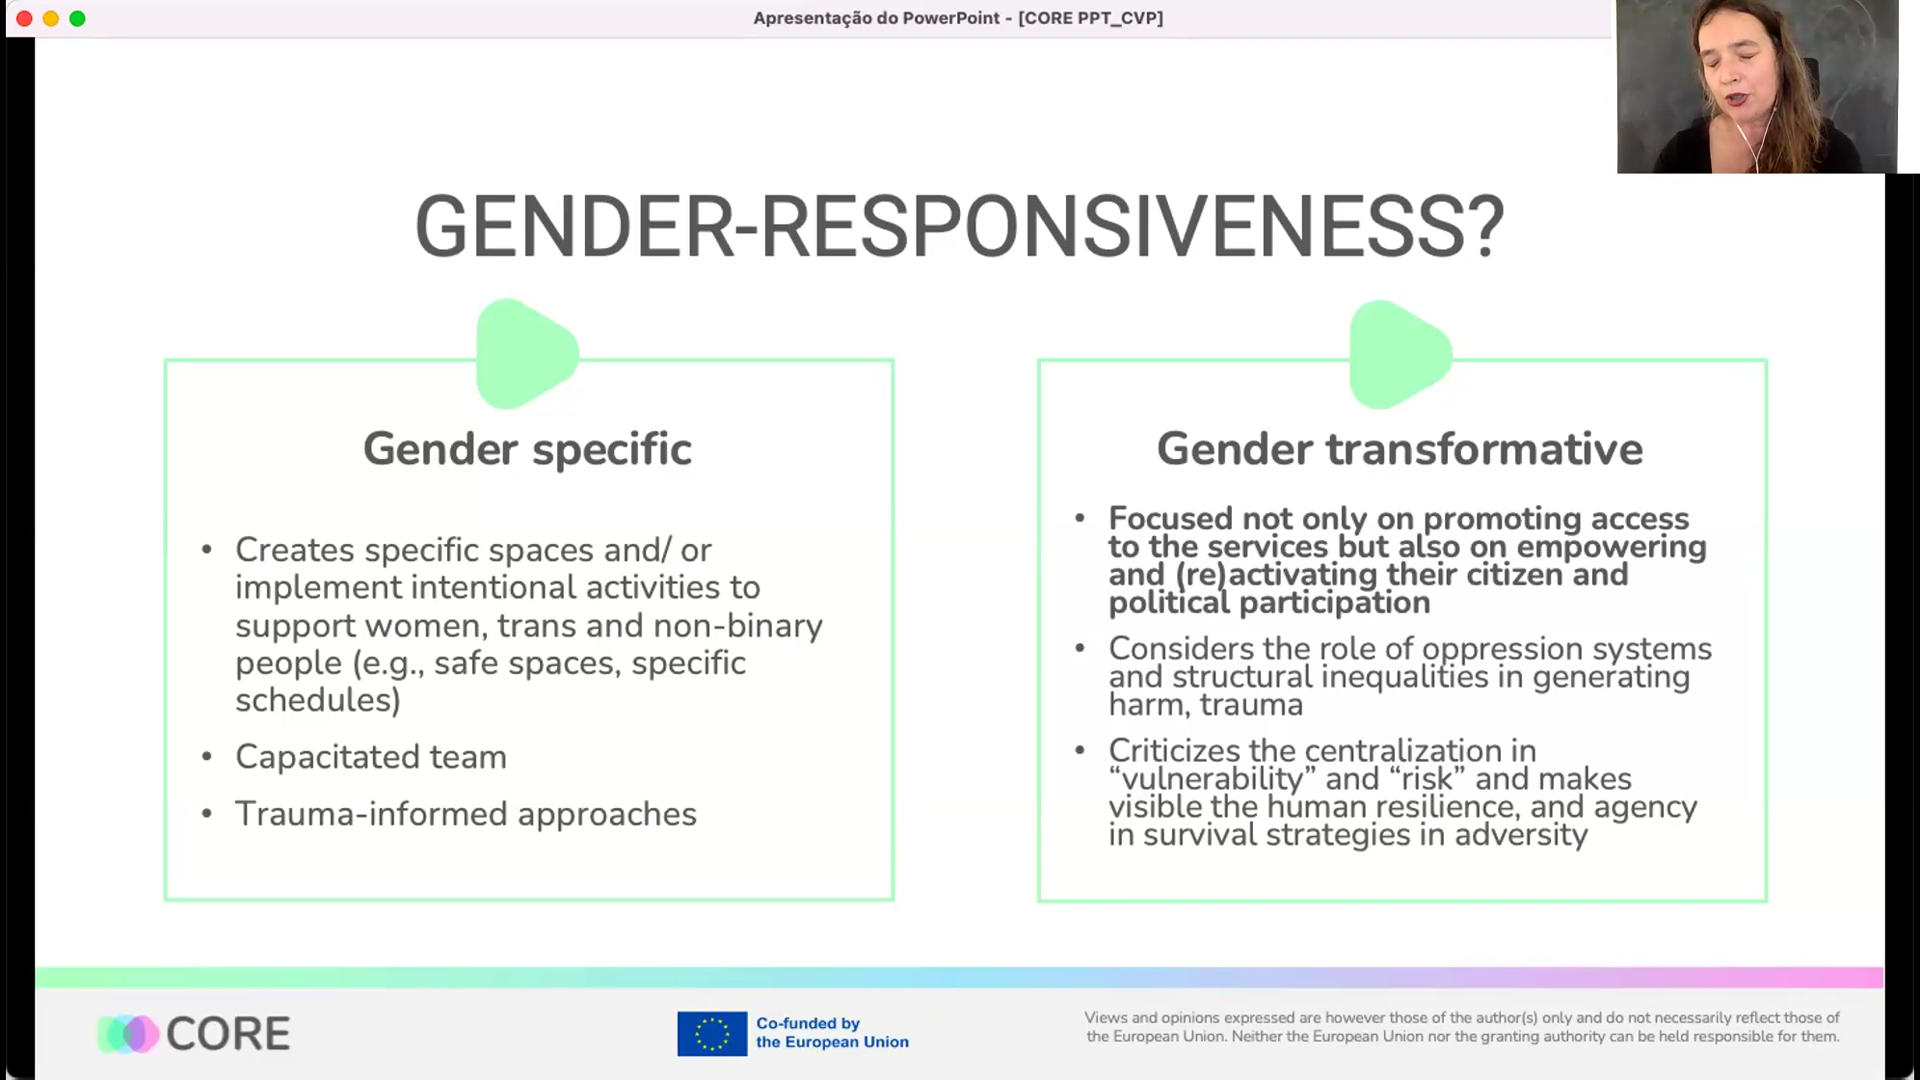 Apresentação do PowerPoint - [CORE PPT_CVP]
GENDER-RESPONSIVENESS?
Gender specific
• Creates specific spaces and/ or
implement intentional activities to
support women, trans and non-binary
people (e.g., safe spaces, specific
schedules)
• Capacitated team
• Trauma-informed approaches
Gender transformative
• Focused not only on promoting access
to the services but also on empowering
and (re)activating their citizen and
political participation
• Considers the role of oppression systems
and structural inequalities in generating
harm, trauma
• Criticizes the centralization in
“vulnerability” and “risk” and makes
visible the human resilience, and agency
in survival strategies in adversity
CORE
Co-funded by
the European Union
Views and opinions expressed are however those of the author(s) only and do not necessarily reflect those of
the European Union. Neither the European Union nor the granting authority can be held responsible for them.